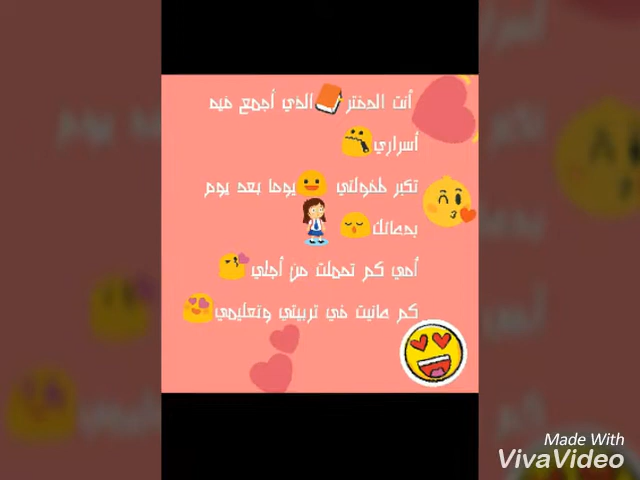 أنت الدفتر📙الذي أجمع فيه
أسراري
تكبر طفولتي يوما بعد يوم
بدعائك
أمي كم تحملت من أجلي
كم عانيت في تربيتي وتعليمي
Made With
VivaVideo